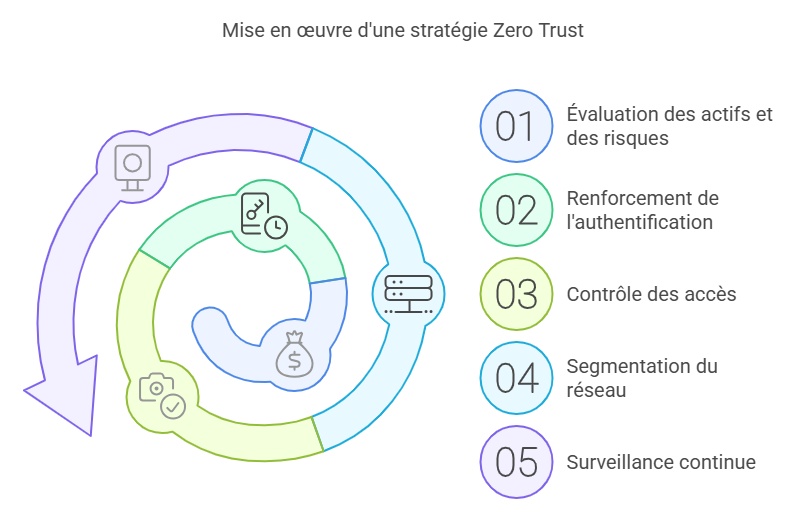 Mise en œuvre d'une stratégie Zero Trust
01
Évaluation des actifs et
des risques
02
Renforcement de
l'authentification
03
Contrôle des accès
04
Segmentation du
réseau
05
Surveillance continue
$